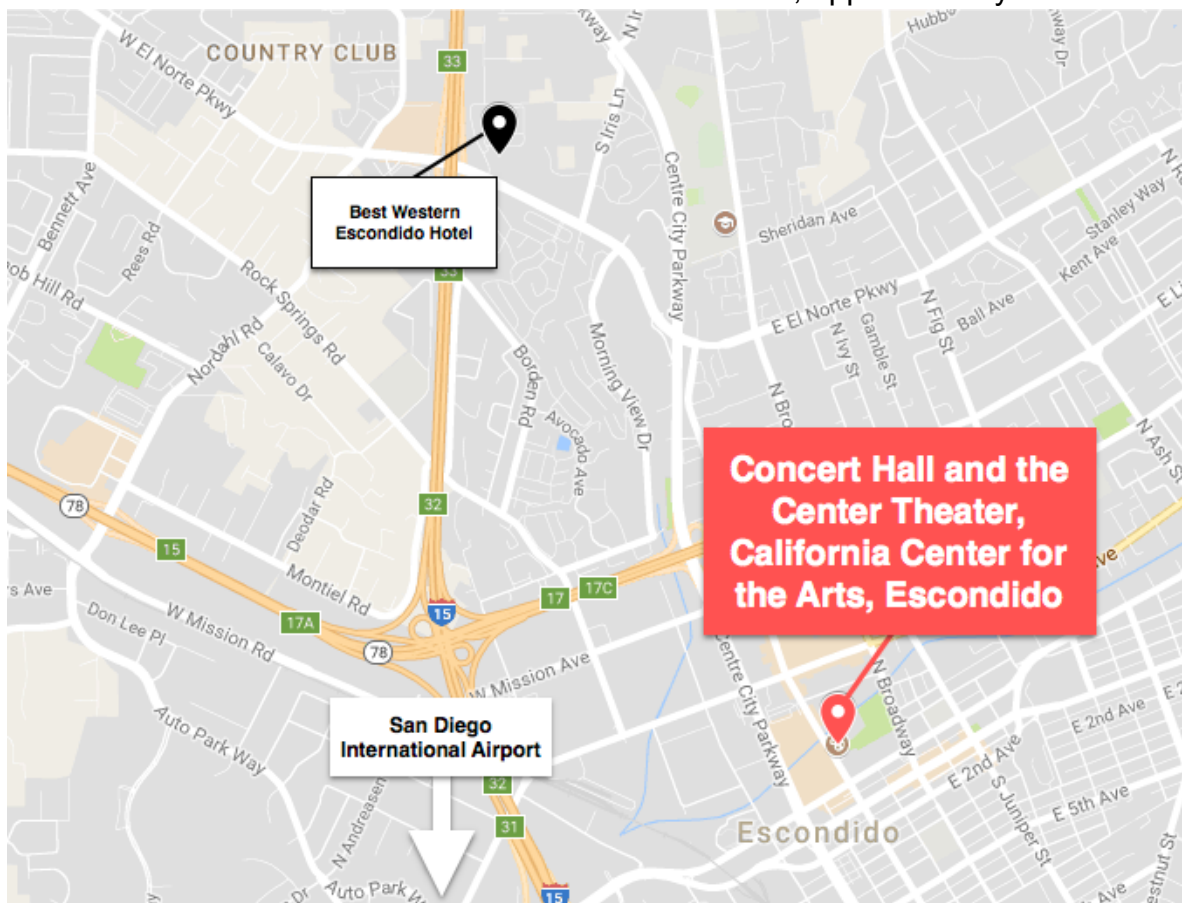 COUNTRY CLUB
33
W El Norte Pkwy
S Iris Ln
Best Western
Escondido Hotel
33
Centre City Parkway
Sheridan Ave
Stanley Way
Kent Ave
Bennett Ave
Rees Rd
Rock Springs Rd
Nordahl Rd
Calavo Dr
Borden Rd
Morning View Dr
Avocado Ave
E El Norte Pkwy
N Ivy St
Gamble St
N Fig St
Ball Ave
N Ash St
Concert Hall and the
Center Theater,
California Center for
the Arts, Escondido
78
15
32
Deodar Rd
Montiel Rd
17A
78
15
17
17C
Don Lee Pl
W Mission Rd
W Mission Ave
Auto Park Way
San Diego
International Airport
32
31
N Andreasen
Auto Park W
15
Centre City Parkway
N Broadway
E 2nd Ave
E 2nd Ave
E 5th Ave
S Juniper St
Escondido